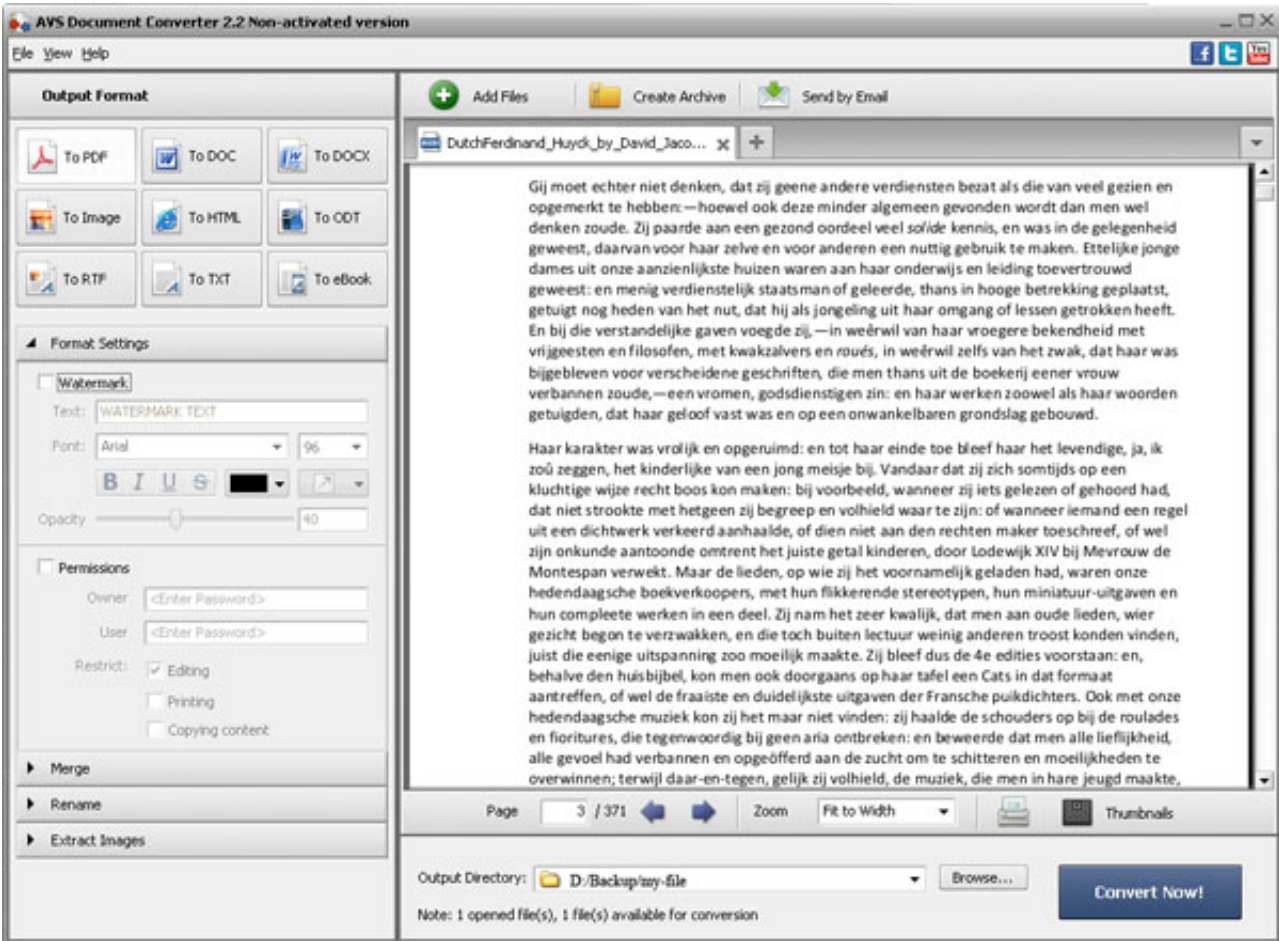 AVS Document Converter 2.2 Non-activated version
File View Help
You Tube
Output Format
To PDF To DOC To DOCX
To Image To HTML To ODT
To RTF To TXT To eBook
Format Settings
Watermark
Text: WATERMARK TEXT
Font: Arial 96
B I U S
Opacity 40
Permissions
Owner <Enter Password>
User <Enter Password>
Restrict: Editing
Printing
Copying content
Merge
Rename
Extract Images
Add Files Create Archive Send by Email
DutchFerdinand_Huyck_by_David_Jaco...
Gij moet echter niet denken, dat zij geene andere verdiensten bezat als die van veel gezien en
opgemerkt te hebben:—hoewel ook deze minder algemeen gevonden wordt dan men wel
denken zoude. Zij paarde aan een gezond oordeel veel solide kennis, en was in de gelegenheid
geweest, daarvan voor haar zelve en voor anderen een nuttig gebruik te maken. Ettelijke jonge
dames uit onze aanzienlijkste huizen waren aan haar onderwijs en leiding toevertrouwd
geweest: en menig verdienstelijk staatsman of geleerde, thans in hooge betrekking geplaatst,
getuigt nog heden van het nut, dat hij als jongeling uit haar omgang of lessen getrokken heeft.
En bij die verstandelijke gaven voegde zij,—in weêrwil van haar vroegere bekendheid met
vrijgeesten en filosofen, met kwakzalvers en roués, in weêrwil zelfs van het zwak, dat haar was
bijgebleven voor verscheidene geschriften, die men thans uit de boekerij eener vrouw
verbannen zoude,—een vromen, godsdienstigen zin: en haar werken zoowel als haar woorden
getuigden, dat haar geloof vast was en op een onwankelbaren grondslag gebouwd.
Haar karakter was vrolijk en opgeruimd: en tot haar einde toe bleef haar het levendige, ja, ik
zoû zeggen, het kinderlijke van een jong meisje bij. Vandaar dat zij zich somtijds op een
kluchtige wijze recht boos kon maken: bij voorbeeld, wanneer zij iets gelezen of gehoord had,
dat niet strookte met hetgeen zij begreep en volhield waar te zijn: of wanneer iemand een regel
uit een dichtwerk verkeerd aanhaalde, of dien niet aan den rechten maker toeschreef, of wel
zijn onkunde aantoonde omtrent het juiste getal kinderen, door Lodewijk XIV bij Mevrouw de
Montespan verwekt. Maar de lieden, op wie zij het voornamelijk geladen had, waren onze
hedendaagsche boekverkoopers, met hun flikkerende stereotypen, hun miniatuur-uitgaven en
hun compleete werken in een deel. Zij nam het zeer kwalijk, dat men aan oude lieden, wier
gezicht begon te verzwakken, en die toch buiten lectuur weinig anderen troost konden vinden,
juist die eenige uitspanning zoo moeilijk maakte. Zij bleef dus de 4e edities voorstaan: en,
behalve den huisbijbel, kon men ook doorgaans op haar tafel een Cats in dat formaat
aantreffen, of wel de fraaiste en duidelijkste uitgaven der Fransche puikdichters. Ook met onze
hedendaagsche muziek kon zij het maar niet vinden: zij haalde de schouders op bij de roulades
en fioritures, die tegenwoordig bij geen aria ontbreken: en beweerde dat men alle lieflijkheid,
alle gevoel had verbannen en opgeöfferd aan de zucht om te schitteren en moeilijkheden te
overwinnen; terwijl daar-en-tegen, gelijk zij volhield, de muziek, die men in hare jeugd maakte,
Page 3 / 371 Zoom Fit to Width Thumbnails
Output Directory: D:/Backup/my-file Browse...
Convert Now!
Note: 1 opened file(s), 1 file(s) available for conversion